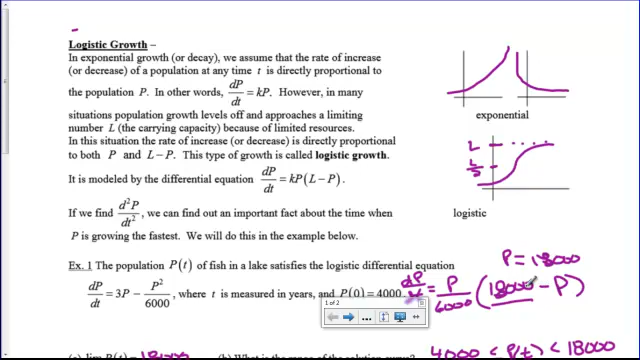 Logistic Growth –
In exponential growth (or decay), we assume that the rate of increase
(or decrease) of a population at any time t is directly proportional to
the population P. In other words, dP/dt = kP. However, in many
situations population growth levels off and approaches a limiting
number L (the carrying capacity) because of limited resources.
In this situation the rate of increase (or decrease) is directly proportional
to both P and L – P. This type of growth is called logistic growth.
It is modeled by the differential equation dP/dt = kP(L – P).
If we find d²P/dt², we can find out an important fact about the time when
P is growing the fastest. We will do this in the example below.
exponential
L
logistic
Ex. 1 The population P(t) of fish in a lake satisfies the logistic differential equation
dP/dt = 3P – P²/6000, where t is measured in years, and P(0) = 4000.
P = 18000
= P/6000 (18000 – P)
1 of 2
4000 < P(t) < 18000